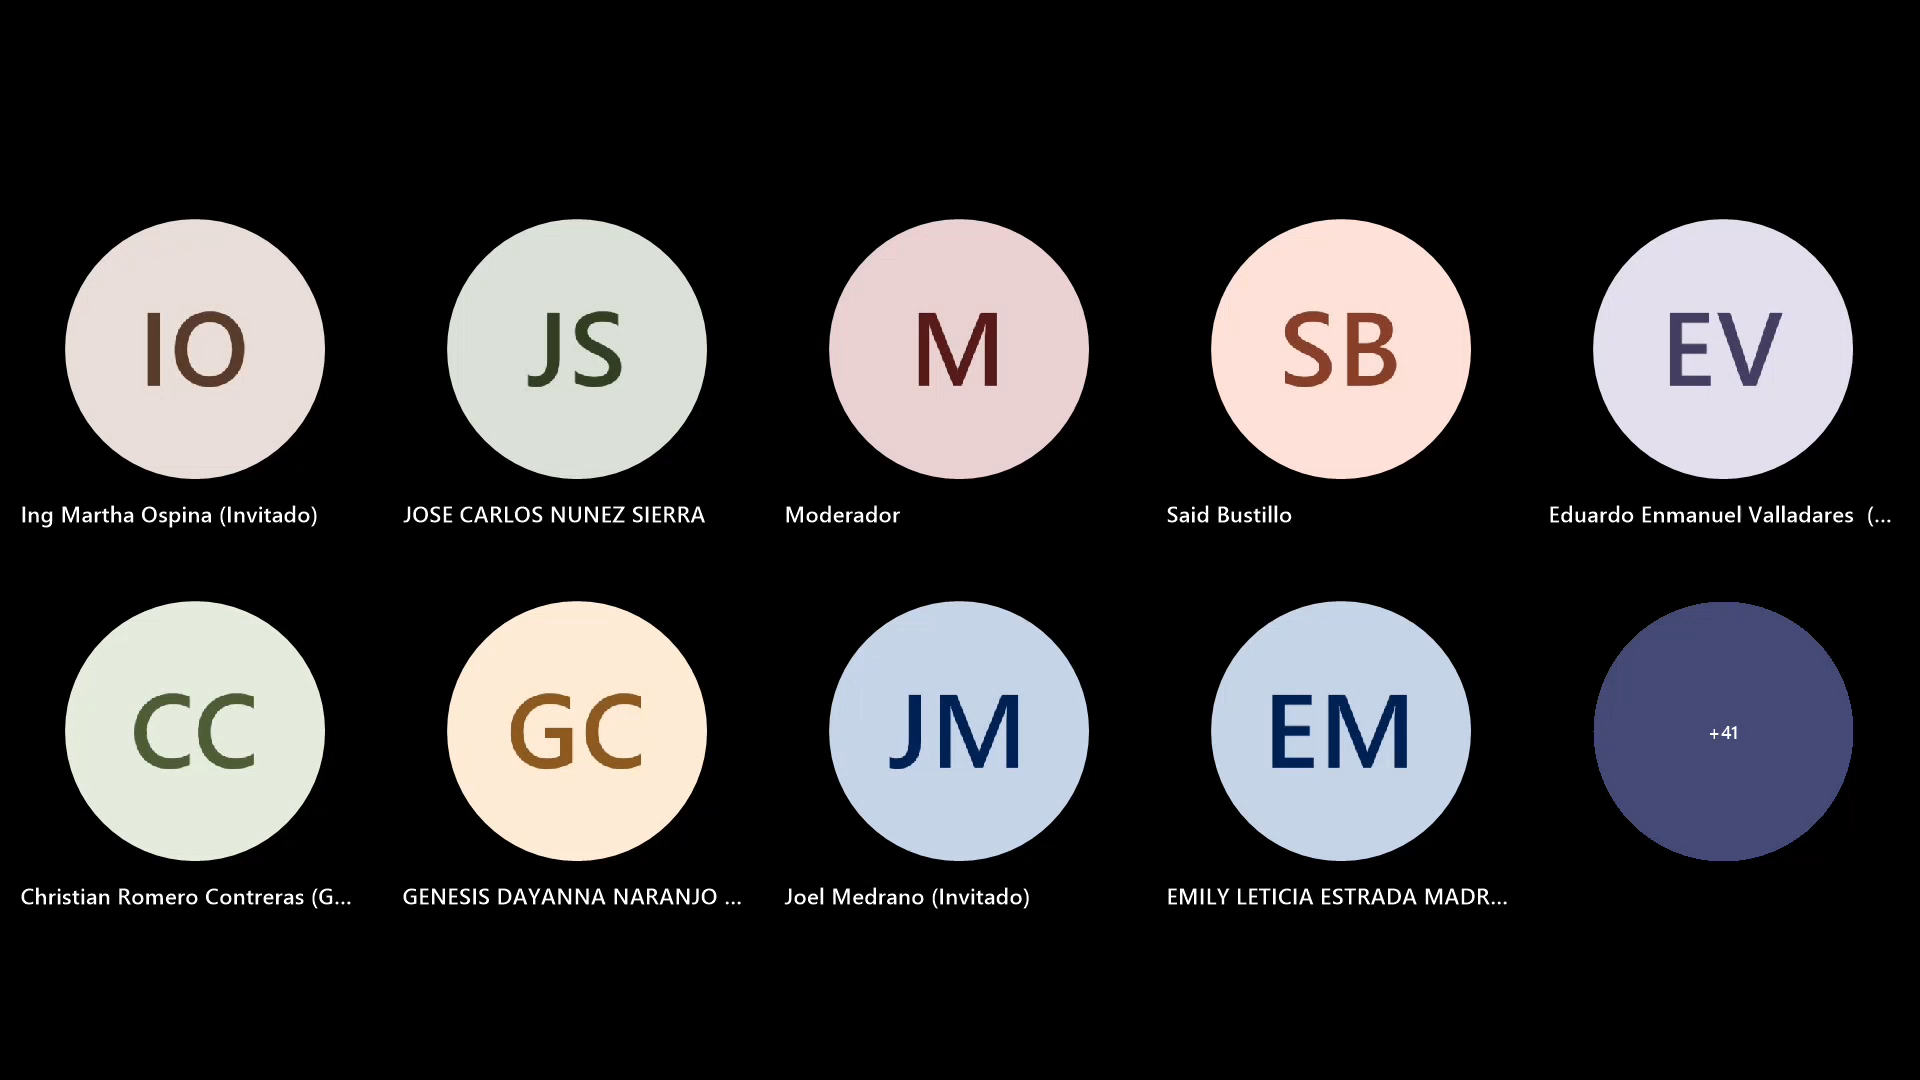 IO
JS
M
SB
EV
Ing Martha Ospina (Invitado)
JOSE CARLOS NUNEZ SIERRA
Moderador
Said Bustillo
Eduardo Enmanuel Valladares (...
CC
GC
JM
EM
+41
Christian Romero Contreras (G...
GENESIS DAYANNA NARANJO ...
Joel Medrano (Invitado)
EMILY LETICIA ESTRADA MADR...